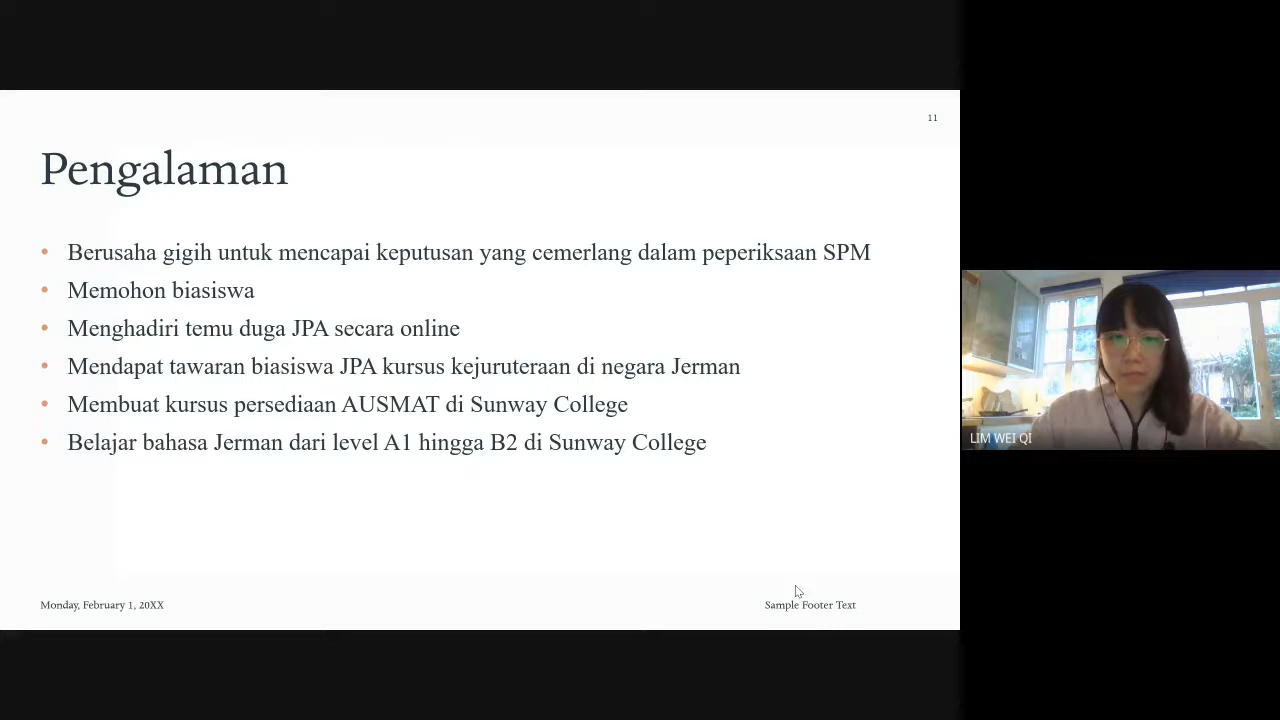 11
Pengalaman
• Berusaha gigih untuk mencapai keputusan yang cemerlang dalam peperiksaan SPM
• Memohon biasiswa
• Menghadiri temu duga JPA secara online
• Mendapat tawaran biasiswa JPA kursus kejuruteraan di negara Jerman
• Membuat kursus persediaan AUSMAT di Sunway College
• Belajar bahasa Jerman dari level A1 hingga B2 di Sunway College
LIM WEI QI
Monday, February 1, 20XX
Sample Footer Text